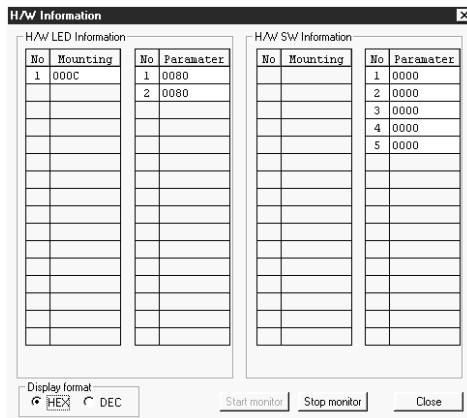 H/W Information
H/W LED Information
No Mounting
1 000C
No Paramater
1 0080
2 0080
H/W SW Information
No Mounting
No Paramater
1 0000
2 0000
3 0000
4 0000
5 0000
Display format
HEX DEC
Start monitor Stop monitor Close